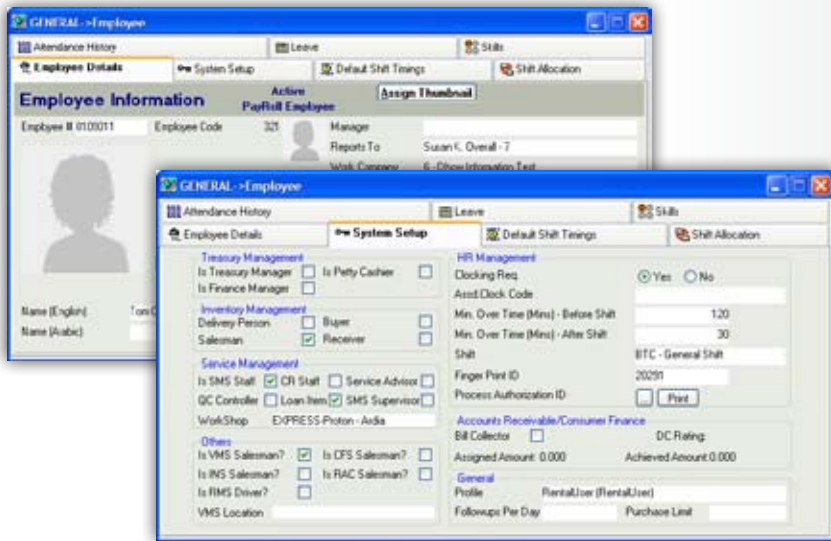 GENERAL->Employee
Attendance History Leave Skills
Employee Details System Setup Default Shift Timings Shift Allocation
Employee Information Active PayRoll Employee Assign Thumbnail
Employee # 0109011 Employee Code 321 Manager
Reports To Susan K. Overall - 7
Work Company 6 - Dhow Information Test
Name (English) Tom
Name (Arabic)
GENERAL->Employee
Attendance History Leave Skills
Employee Details System Setup Default Shift Timings Shift Allocation
Treasury Management
Is Treasury Manager Is Petty Cashier
Is Finance Manager
Inventory Management
Delivery Person Buyer
Salesman Receiver
Service Management
Is SMS Staff CR Staff Service Advisor
QC Controller Loan Item SMS Supervisor
WorkShop EXPRESS-Proton - Ardia
Others
Is VMS Salesman? Is CFS Salesman?
Is INS Salesman? Is RAC Salesman?
Is RMS Driver?
VMS Location
HR Management
Clocking Req. Yes No
Assd.Clock Code
Min. Over Time (Mins) - Before Shift 120
Min. Over Time (Mins) - After Shift 30
Shift BTC - General Shift
Finger Print ID 20291
Process Authorization ID ... Print
Accounts Receivable/Consumer Finance
Bill Collector DC Rating:
Assigned Amount: 0.000 Achieved Amount:0.000
General
Profile RentalUser (RentalUser)
Followups Per Day Purchase Limit